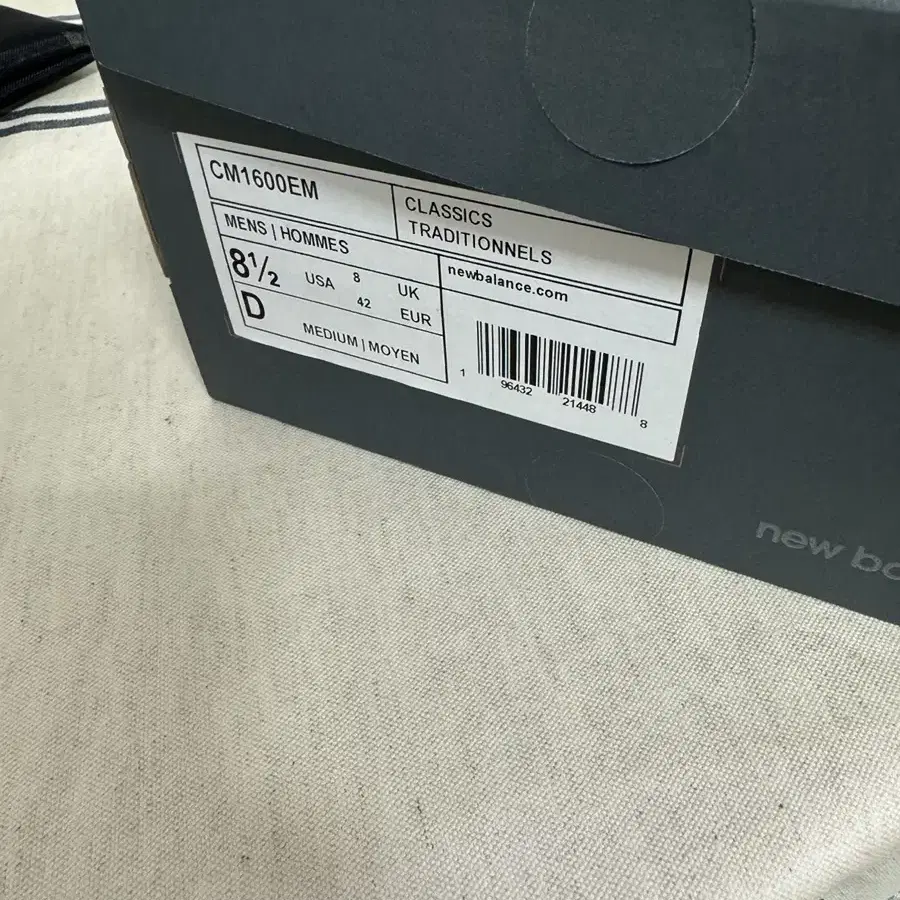 CM1600EM
CLASSICS
TRADITIONNELS
MENS | HOMMES
newbalance.com
8½ USA 8 UK
42 EUR
D
MEDIUM | MOYEN
1 96432 21448 8
new ba